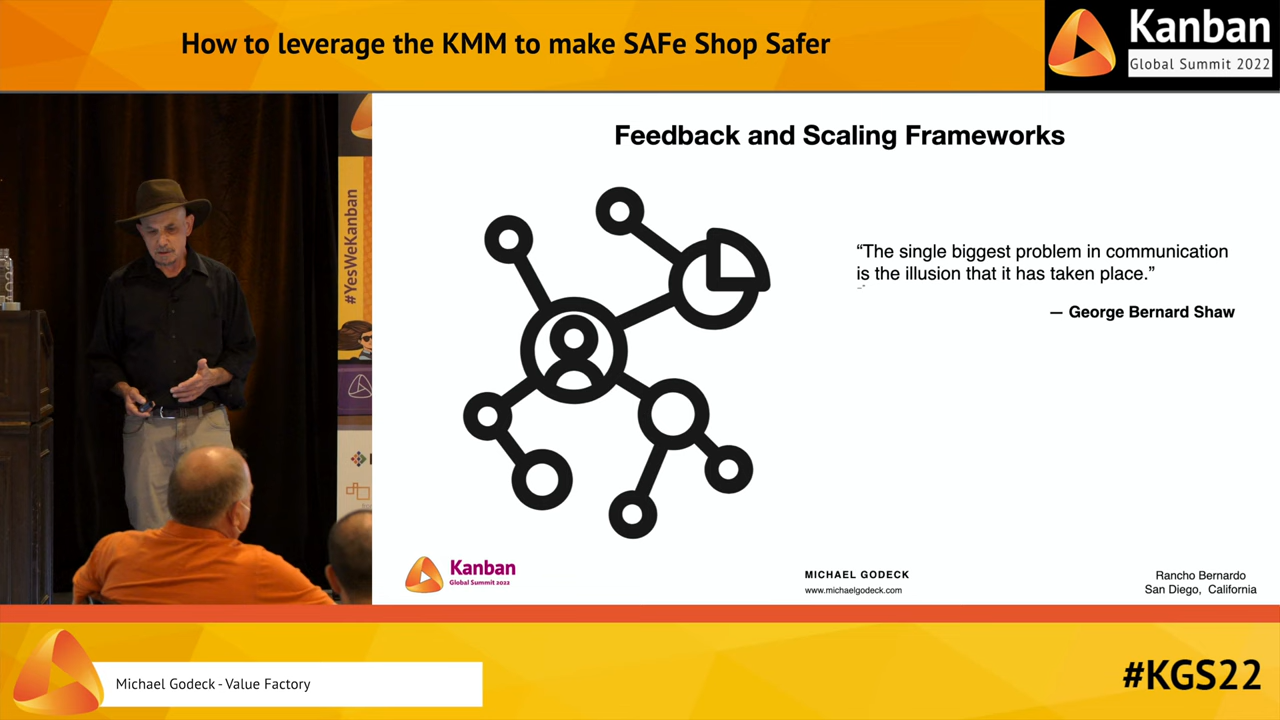 How to leverage the KMM to make SAFe Shop Safer
Kanban
Global Summit 2022
#YesWeKanban
Feedback and Scaling Frameworks
“The single biggest problem in communication
is the illusion that it has taken place.”
— George Bernard Shaw
Kanban
Global Summit 2022
MICHAEL GODECK
www.michaelgodeck.com
Rancho Bernardo
San Diego, California
Michael Godeck - Value Factory
#KGS22